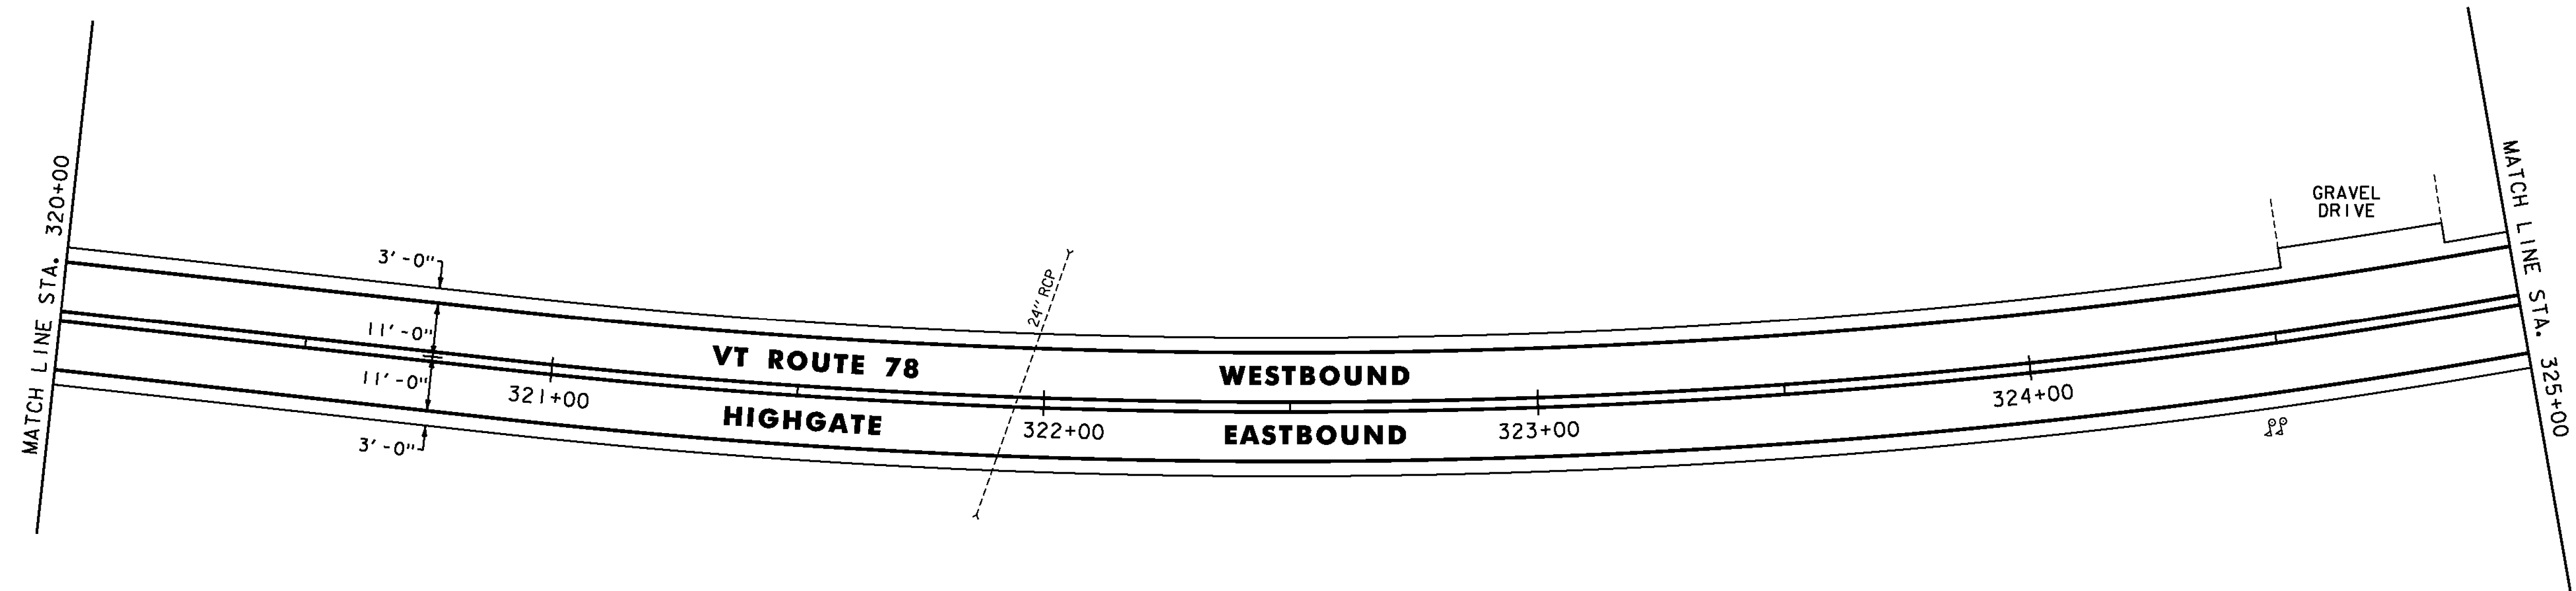 MATCH LINE STA. 320+00
3'-0"
11'-0"
11'-0"
3'-0"
321+00
VT ROUTE 78
HIGHGATE
24" RCP
322+00
WESTBOUND
EASTBOUND
323+00
324+00
GRAVEL
DRIVE
MATCH LINE STA. 325+00